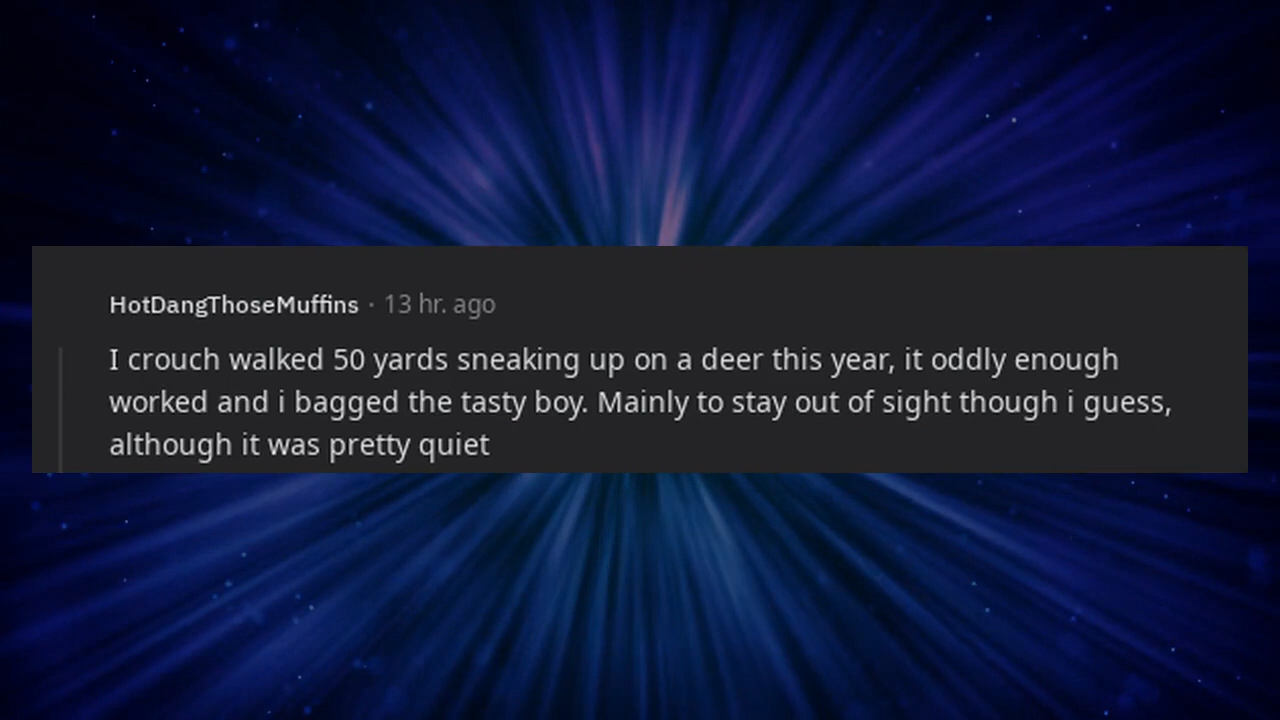 HotDangThoseMuffins · 13 hr. ago
I crouch walked 50 yards sneaking up on a deer this year, it oddly enough
worked and i bagged the tasty boy. Mainly to stay out of sight though i guess,
although it was pretty quiet